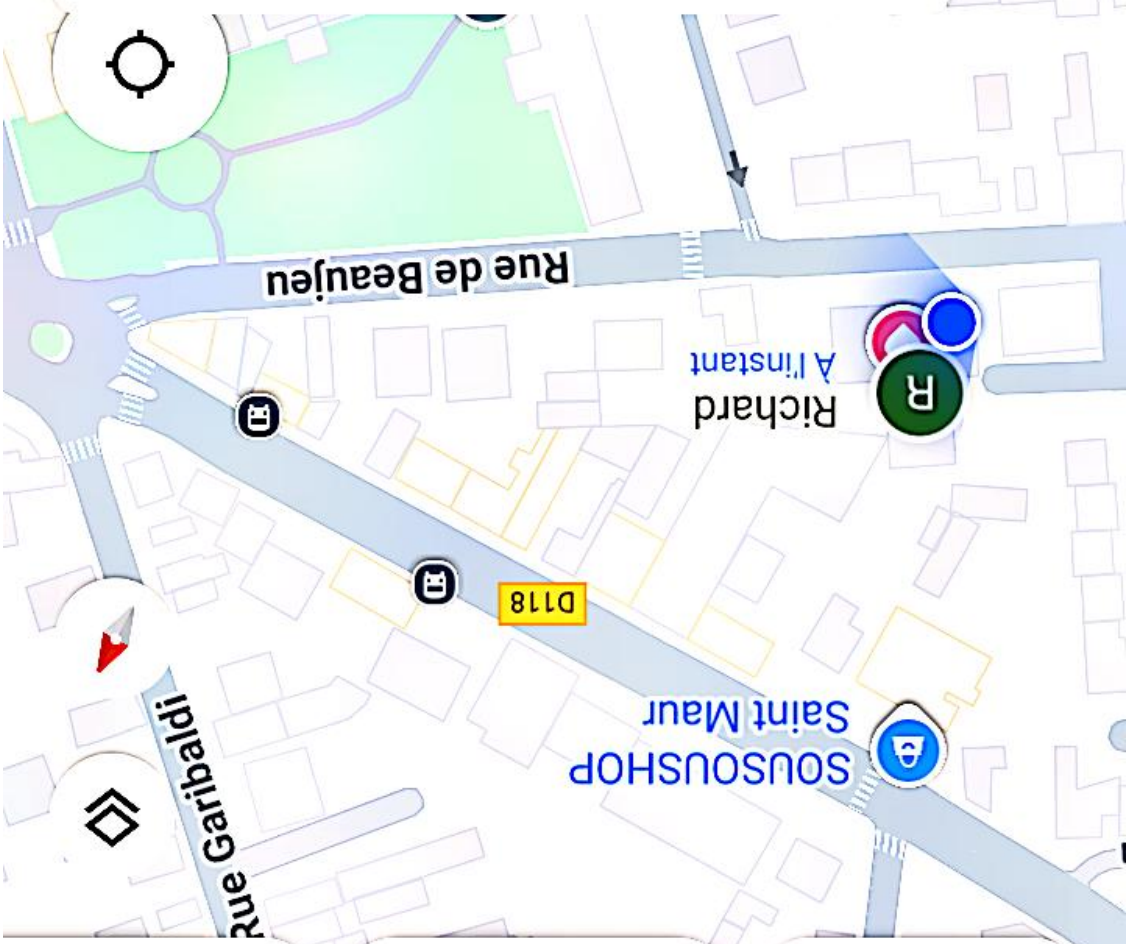 Rue Garibaldi
SOUSOUSHOP
Saint Maur
D118
R
Richard
À l'instant
Rue de Beaujeu